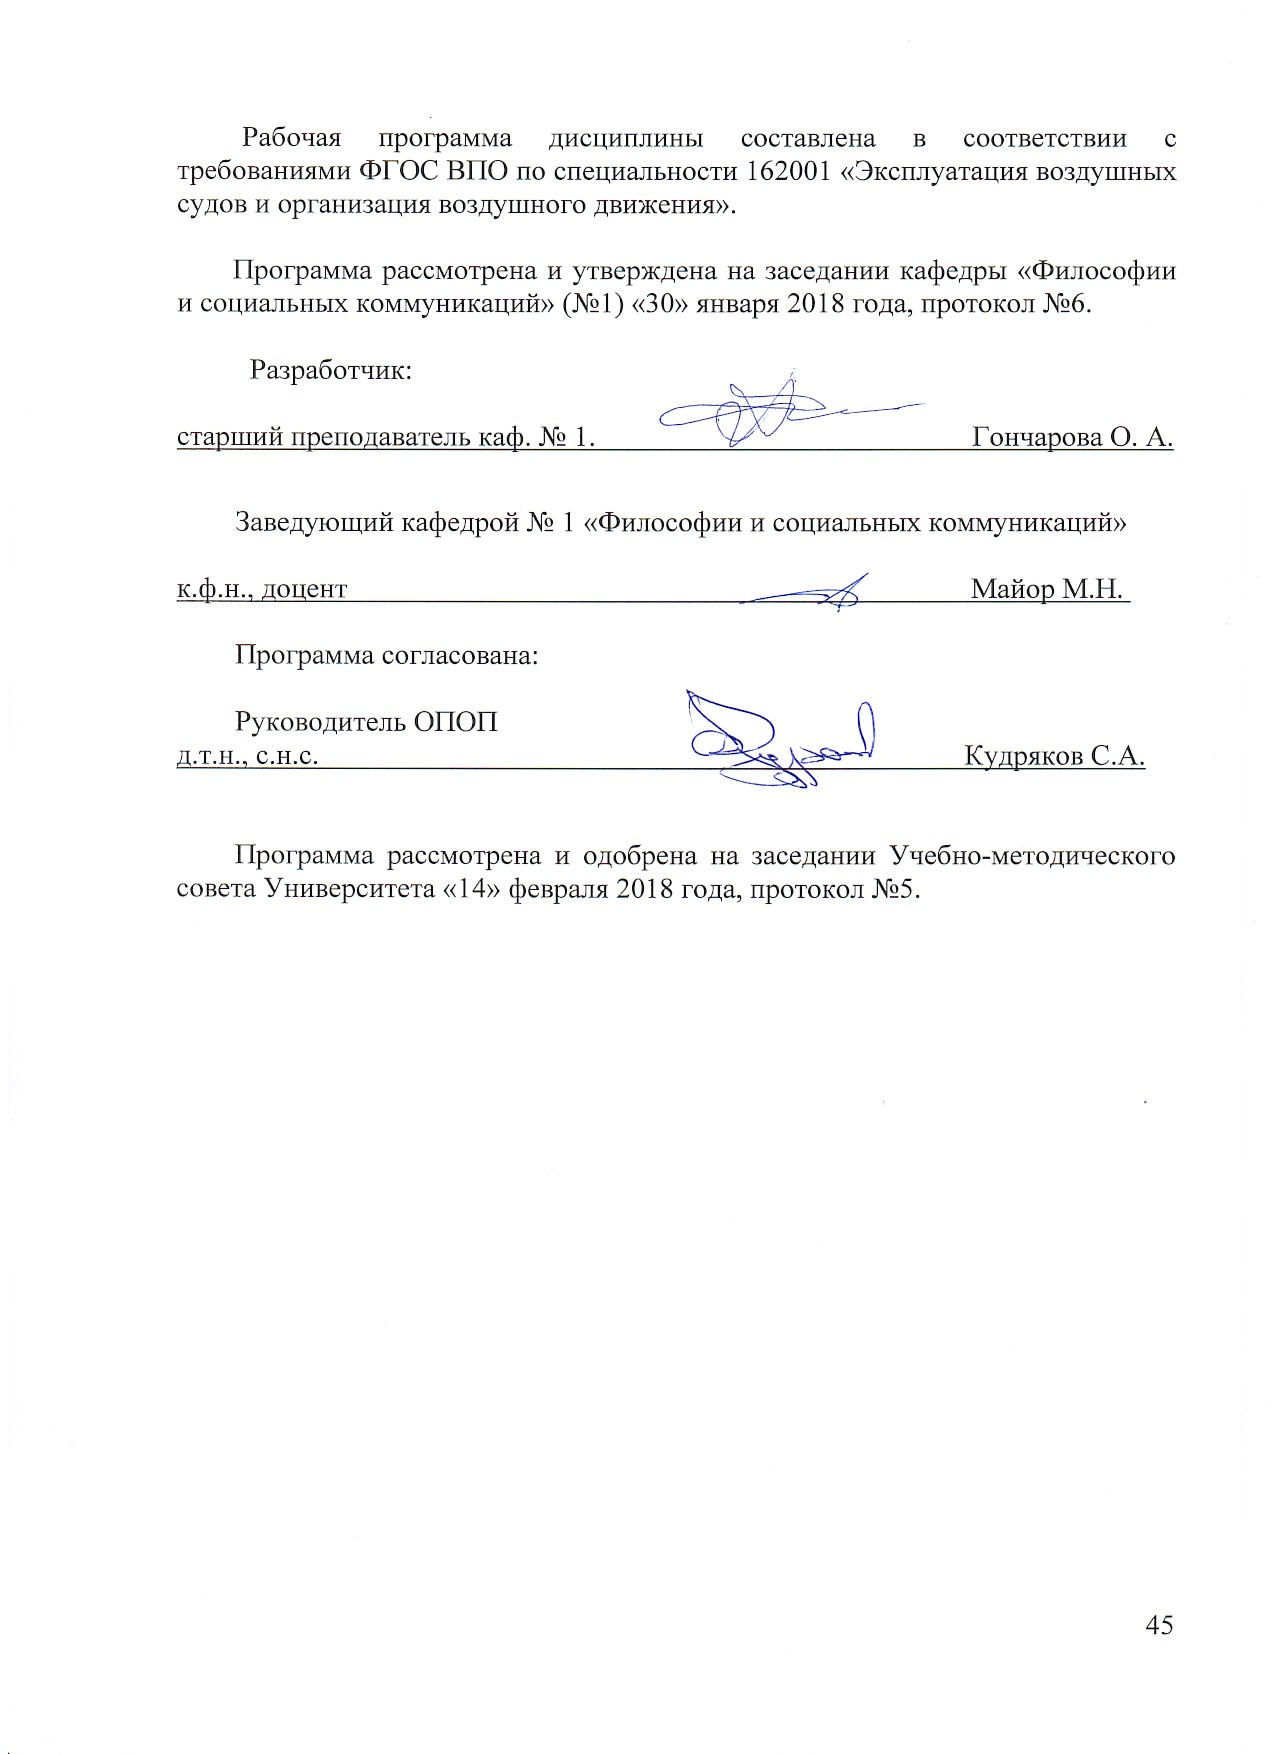 Рабочая программа дисциплины составлена в соответствии с
требованиями ФГОС ВПО по специальности 162001 «Эксплуатация воздушных
судов и организация воздушного движения».
Программа рассмотрена и утверждена на заседании кафедры «Философии
и социальных коммуникаций» (№1) «30» января 2018 года, протокол №6.
Разработчик:
старший преподаватель каф. № 1. Гончарова О. А.
Заведующий кафедрой № 1 «Философии и социальных коммуникаций»
к.ф.н., доцент Майор М.Н.
Программа согласована:
Руководитель ОПОП
д.т.н., с.н.с. Кудряков С.А.
Программа рассмотрена и одобрена на заседании Учебно-методического
совета Университета «14» февраля 2018 года, протокол №5.
45